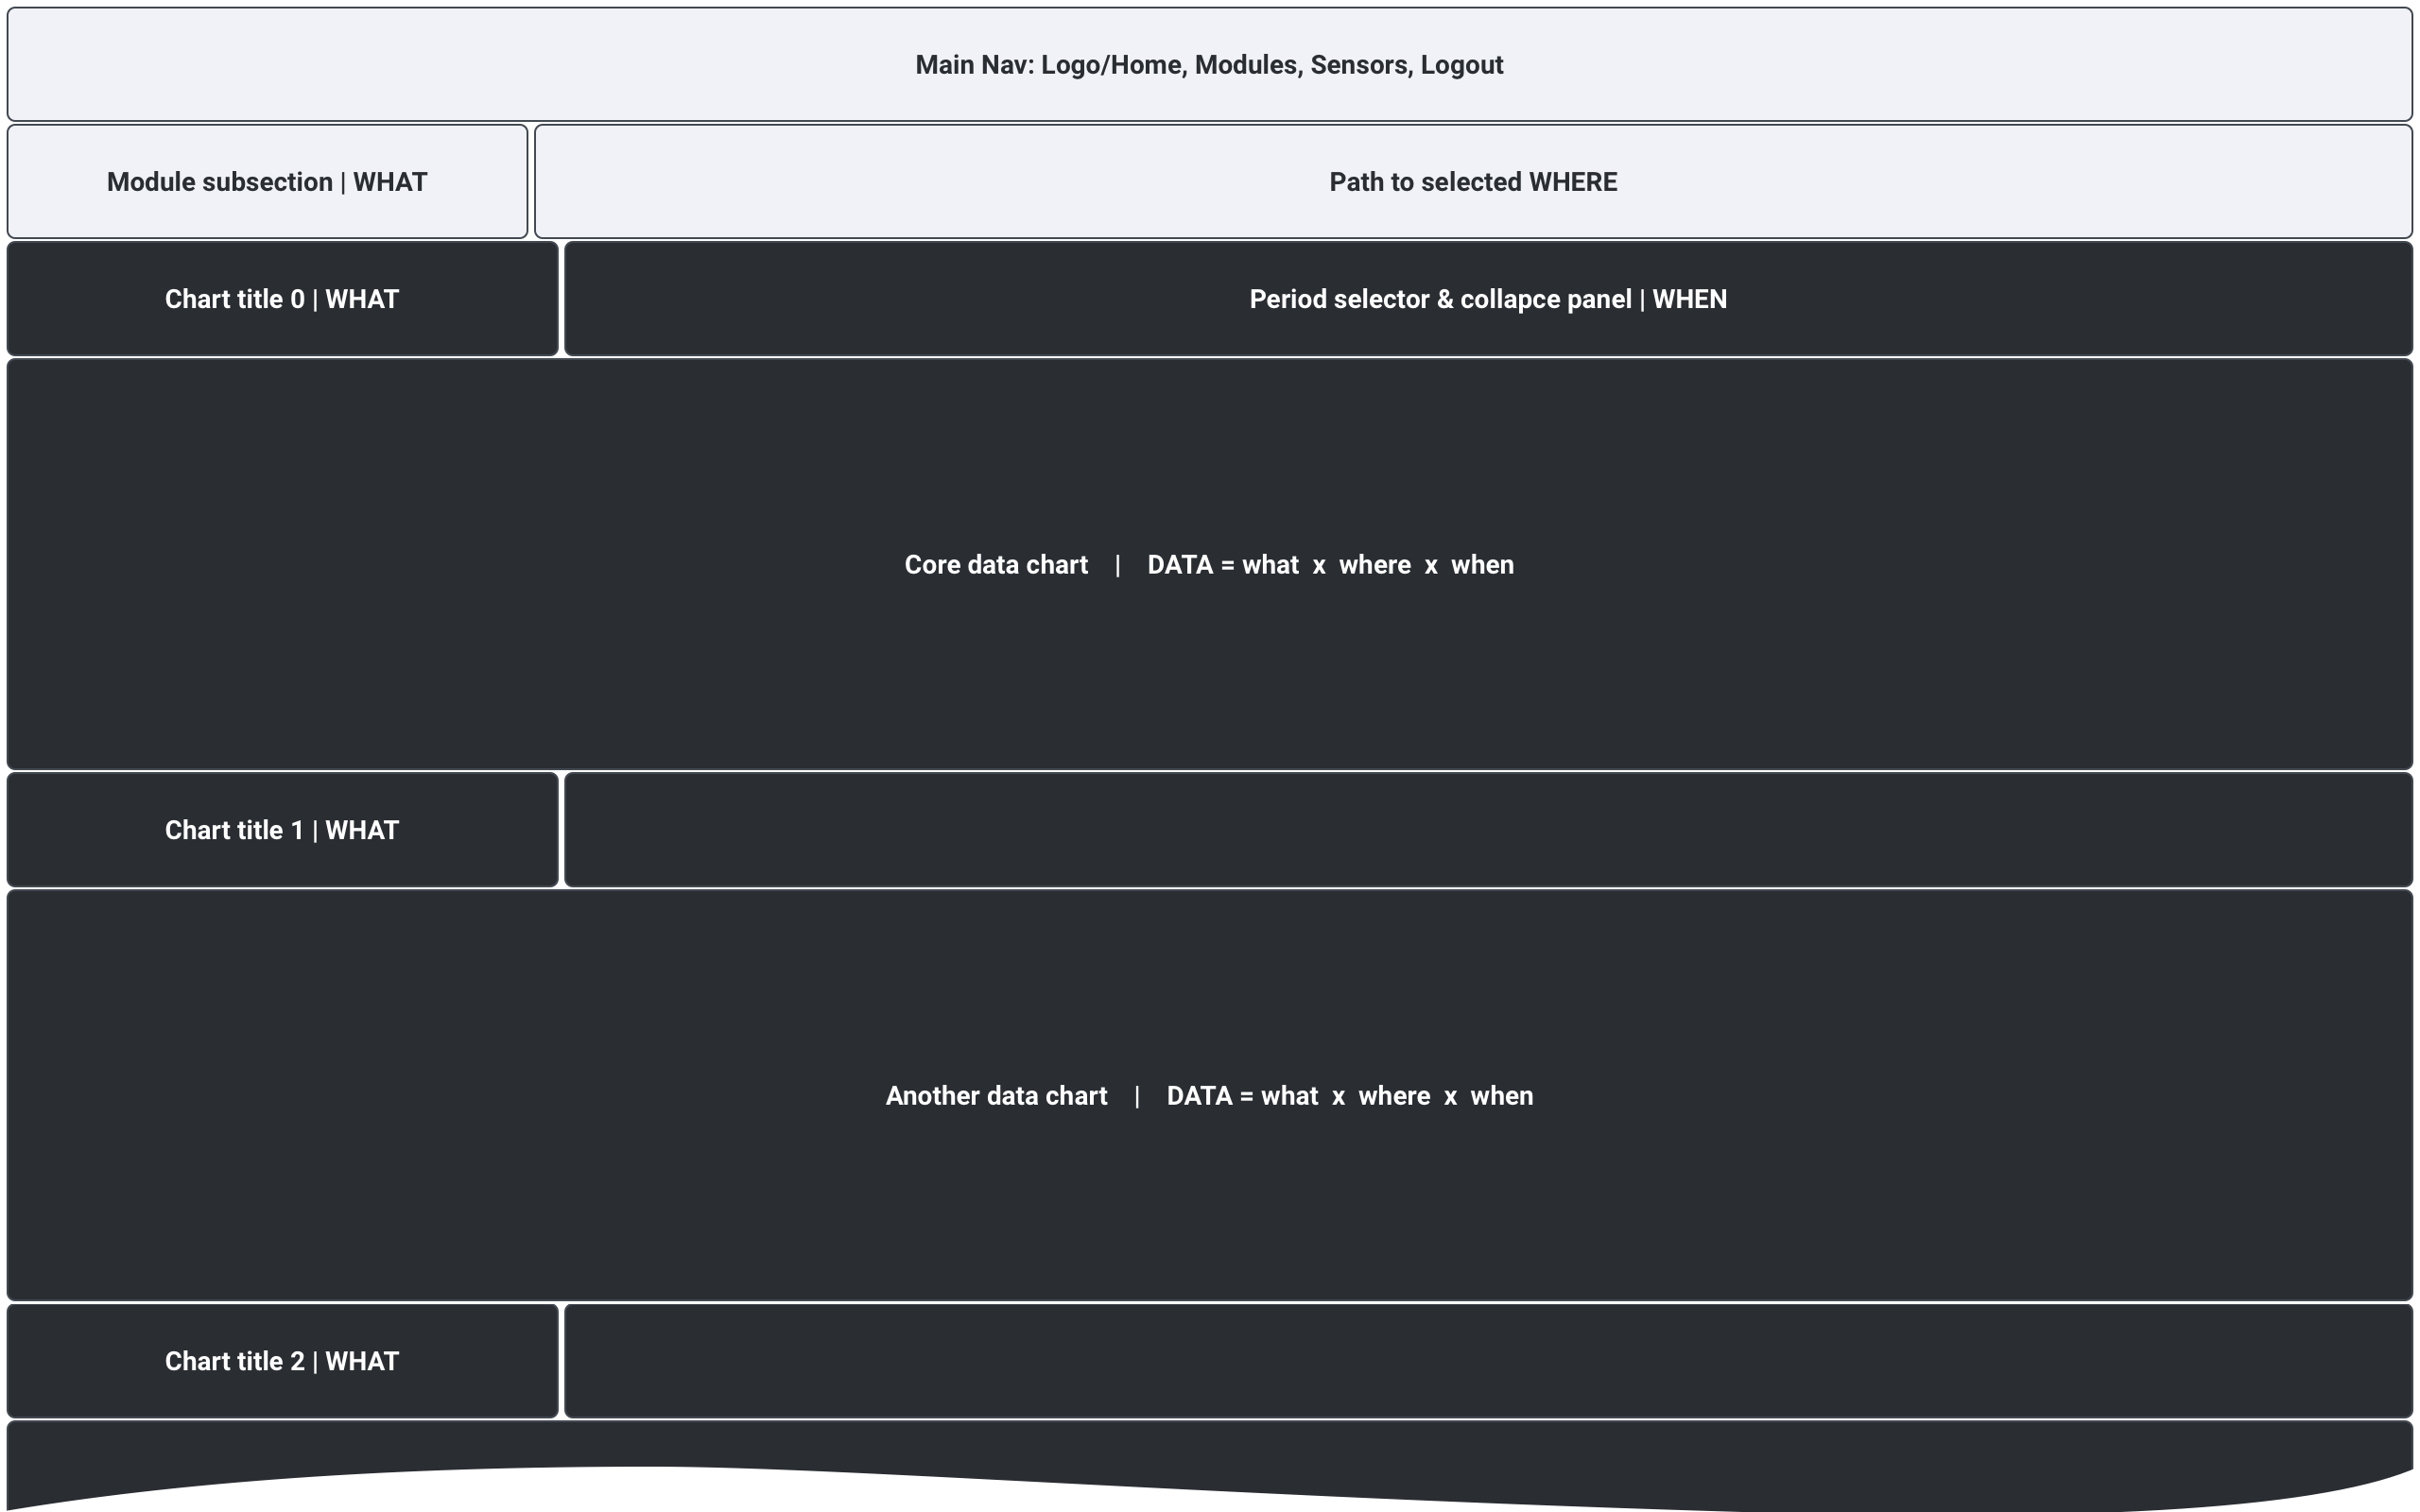 Main Nav: Logo/Home, Modules, Sensors, Logout
Module subsection | WHAT
Path to selected WHERE
Chart title 0 | WHAT
Period selector & collapce panel | WHEN
Core data chart | DATA = what x where x when
Chart title 1 | WHAT
Another data chart | DATA = what x where x when
Chart title 2 | WHAT